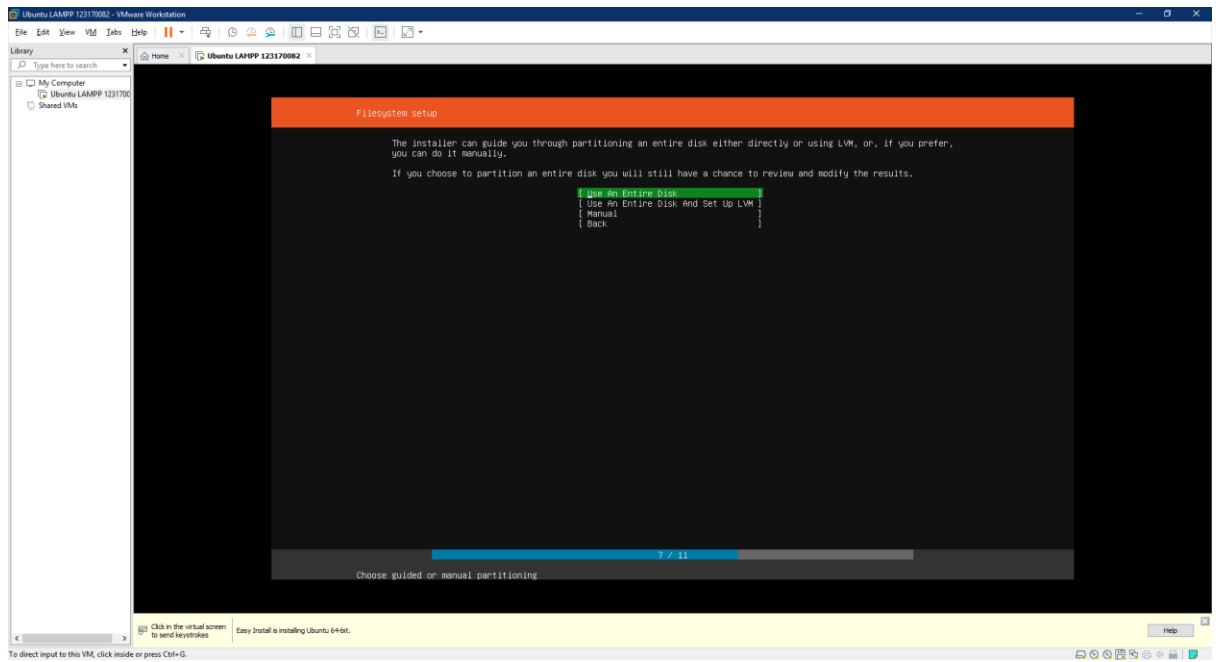 Ubuntu LAMPP 123170082 - VMware Workstation
File Edit View VM Tabs Help
Library
Type here to search
My Computer
Ubuntu LAMPP 1231700
Shared VMs
Home
Ubuntu LAMPP 123170082
Filesystem setup
The installer can guide you through partitioning an entire disk either directly or using LVM, or, if you prefer,
you can do it manually.
If you choose to partition an entire disk you will still have a chance to review and modify the results.
[ Use An Entire Disk ]
[ Use An Entire Disk And Set Up LVM ]
[ Manual ]
[ Back ]
7 / 11
Choose guided or manual partitioning
Click in the virtual screen
to send keystrokes
Easy Install is installing Ubuntu 64-bit.
Help
To direct input to this VM, click inside or press Ctrl+G.